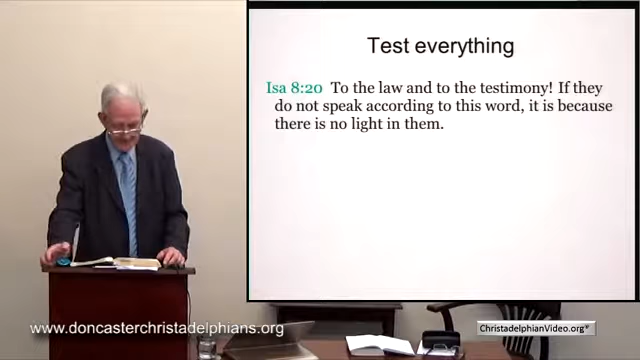 Test everything
Isa 8:20 To the law and to the testimony! If they
do not speak according to this word, it is because
there is no light in them.
www.doncasterchristadelphians.org
ChristadelphianVideo.org®